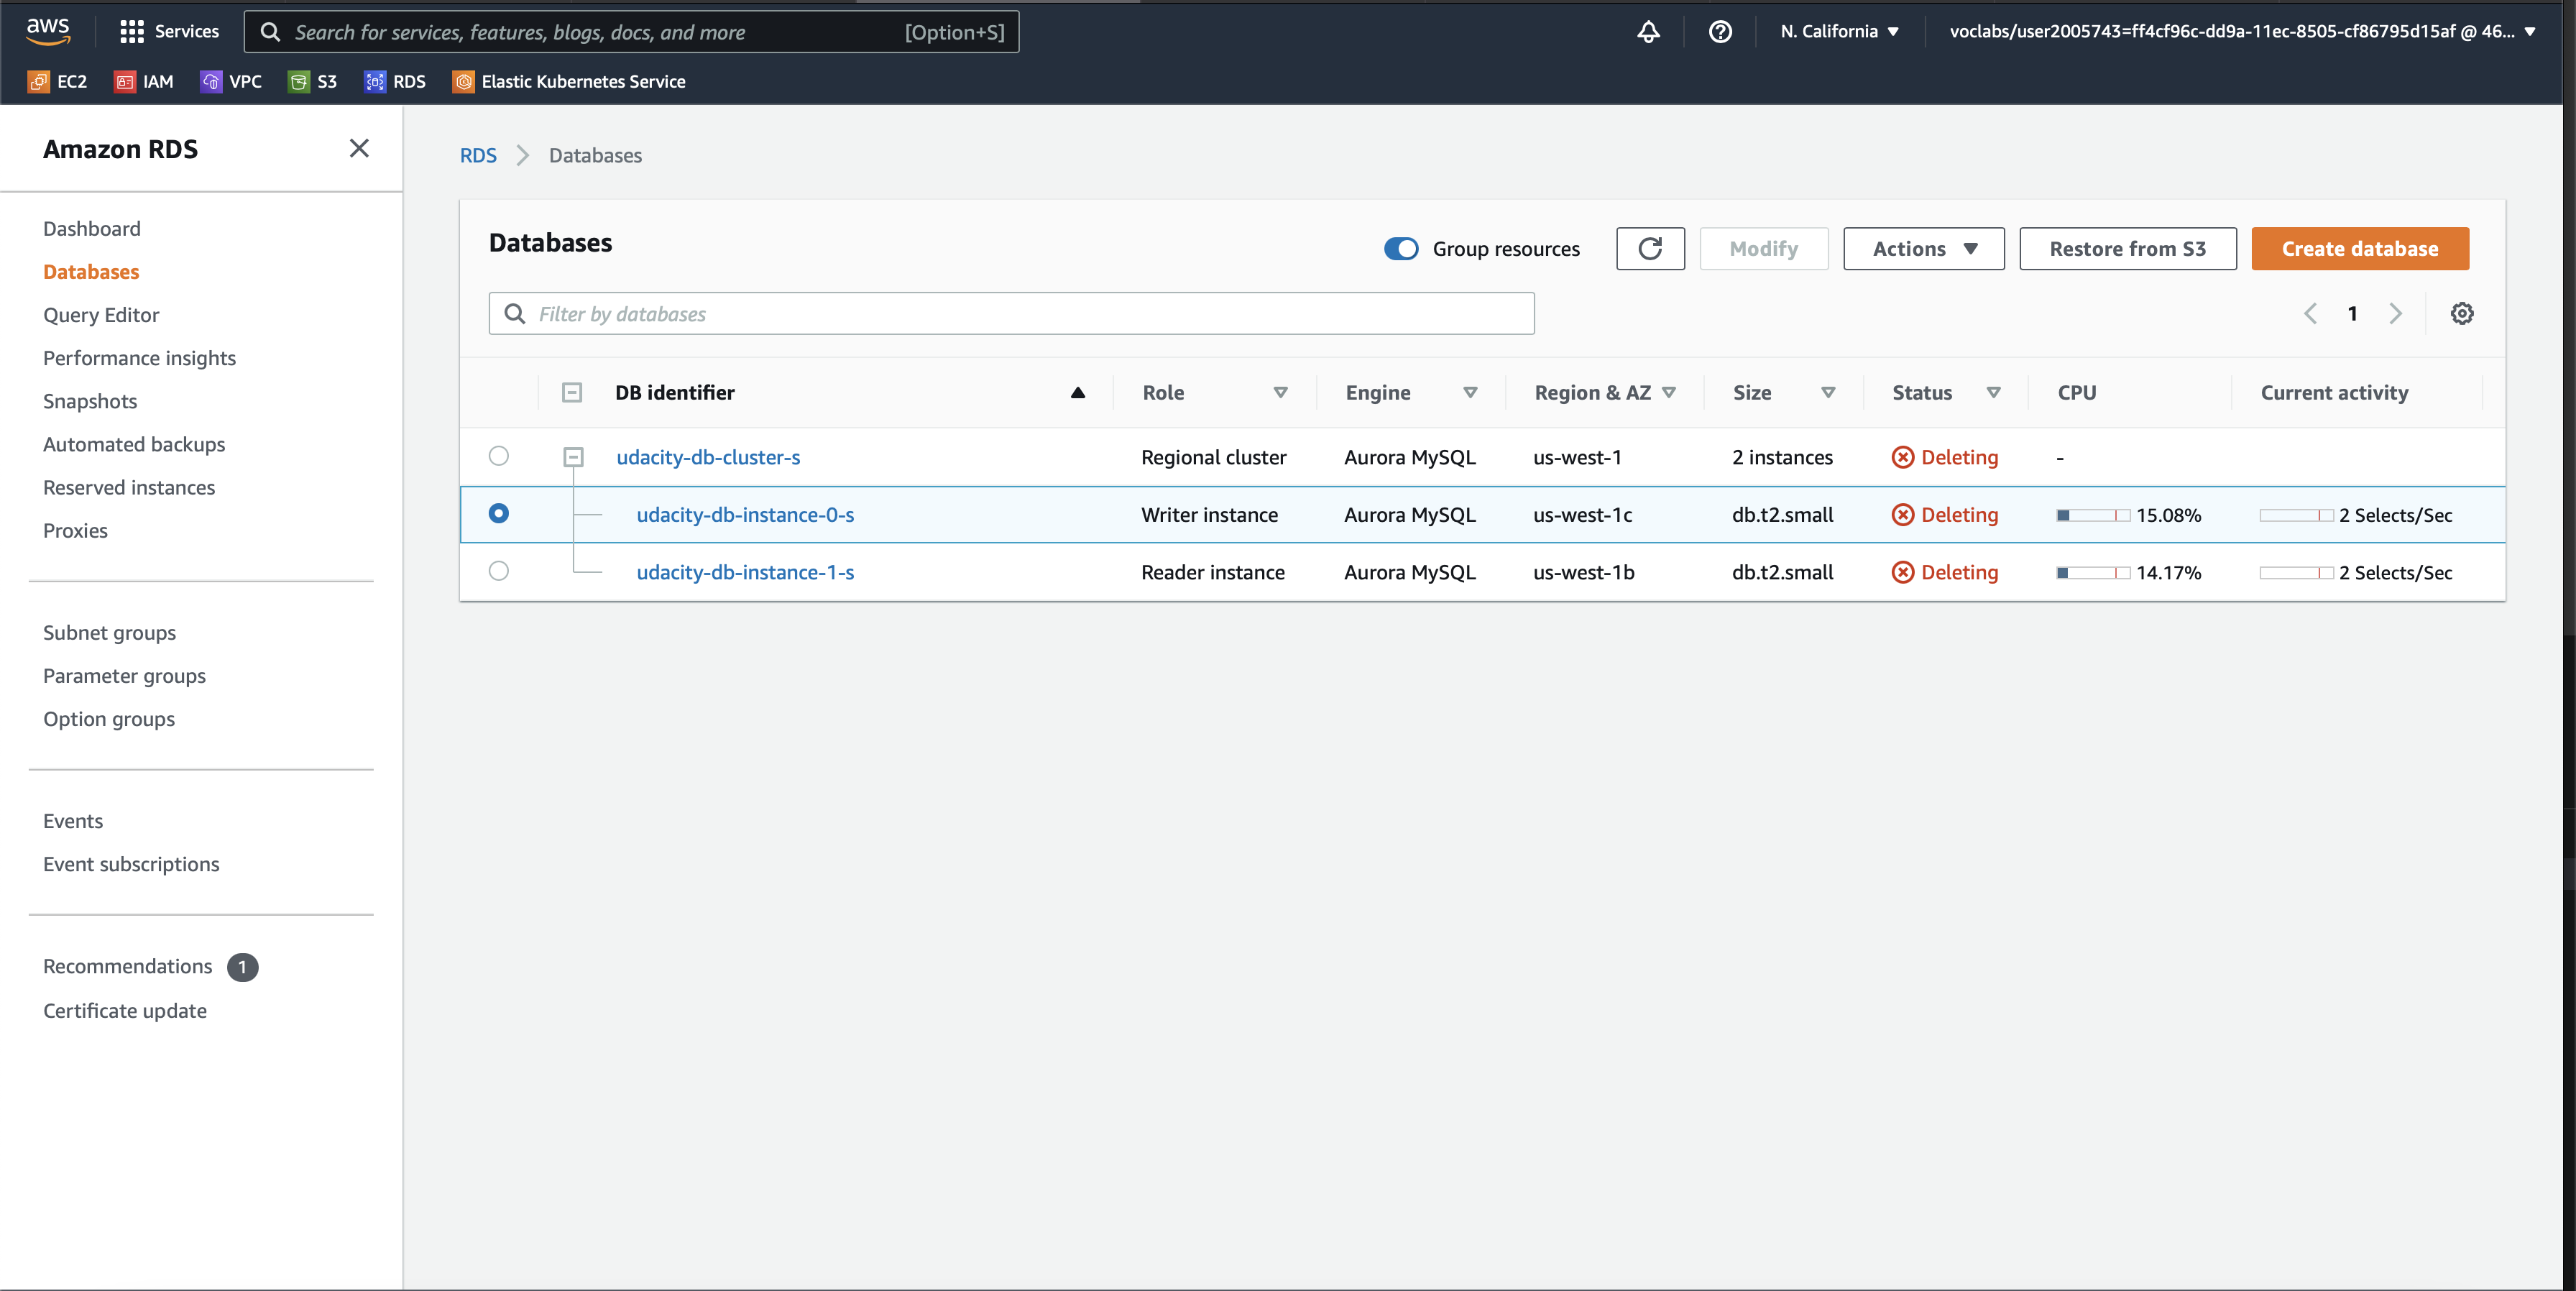 aws Services Search for services, features, blogs, docs, and more [Option+S] N. California voclabs/user2005743=ff4cf96c-dd9a-11ec-8505-cf86795d15af @ 46...
EC2 IAM VPC S3 RDS Elastic Kubernetes Service
Amazon RDS
Dashboard
Databases
Query Editor
Performance insights
Snapshots
Automated backups
Reserved instances
Proxies
Subnet groups
Parameter groups
Option groups
Events
Event subscriptions
Recommendations 1
Certificate update
RDS Databases
Databases Group resources Modify Actions Restore from S3 Create database
Filter by databases 1
DB identifier Role Engine Region & AZ Size Status CPU Current activity
udacity-db-cluster-s Regional cluster Aurora MySQL us-west-1 2 instances Deleting -
udacity-db-instance-0-s Writer instance Aurora MySQL us-west-1c db.t2.small Deleting 15.08% 2 Selects/Sec
udacity-db-instance-1-s Reader instance Aurora MySQL us-west-1b db.t2.small Deleting 14.17% 2 Selects/Sec